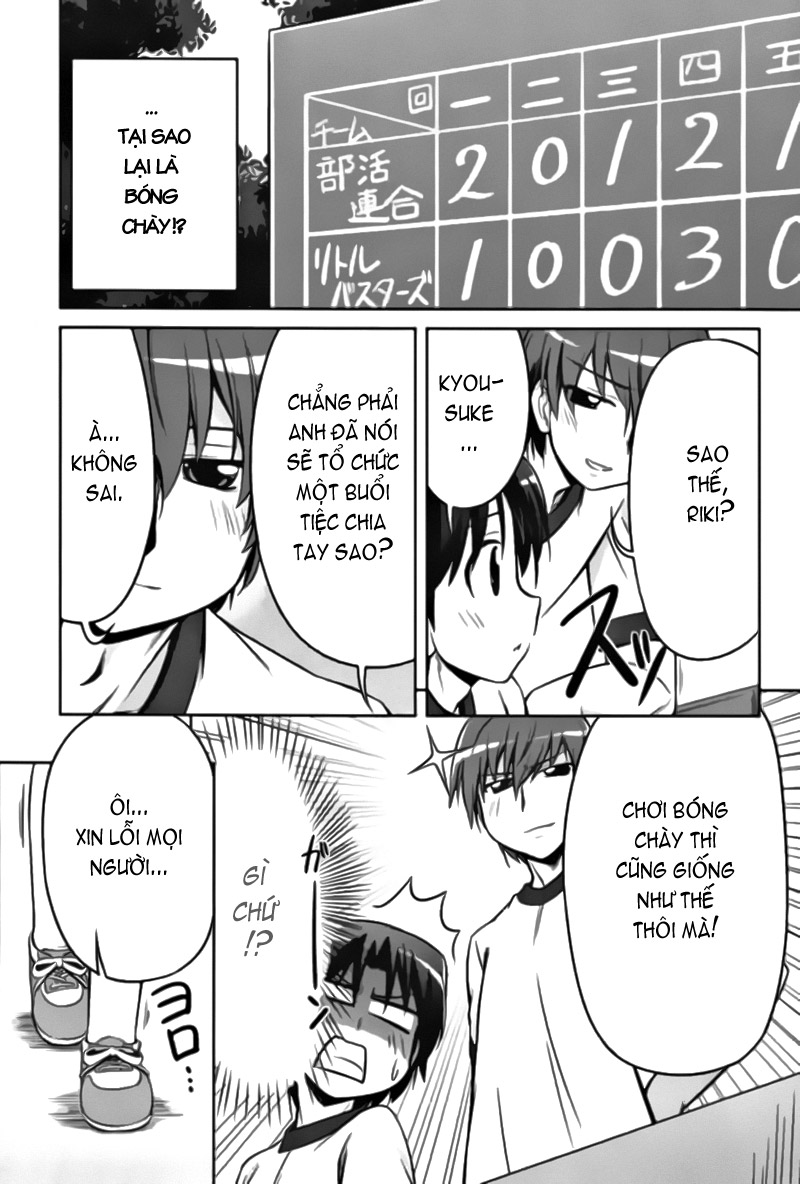 ...
TẠI SAO
LẠI LÀ
BÓNG
CHÀY!?
回 一 二 三 四 五
チーム
部活
連合
2 0 1 2 1
リトル
バスターズ
1 0 0 3 0
SAO
THẾ,
RIKI?
KYOU-
SUKE
...
ズ
CHẲNG PHẢI
ANH ĐÃ NÓI
SẼ TỔ CHỨC
MỘT BUỔI
TIỆC CHIA
TAY SAO?
À...
KHÔNG
SAI.
CHƠI BÓNG
CHÀY THÌ
CŨNG GIỐNG
NHƯ THẾ
THÔI MÀ!
GÌ
CHỨ
!?
ガ
ÔI...
XIN LỖI MỌI
NGƯỜI...
ヨロ...